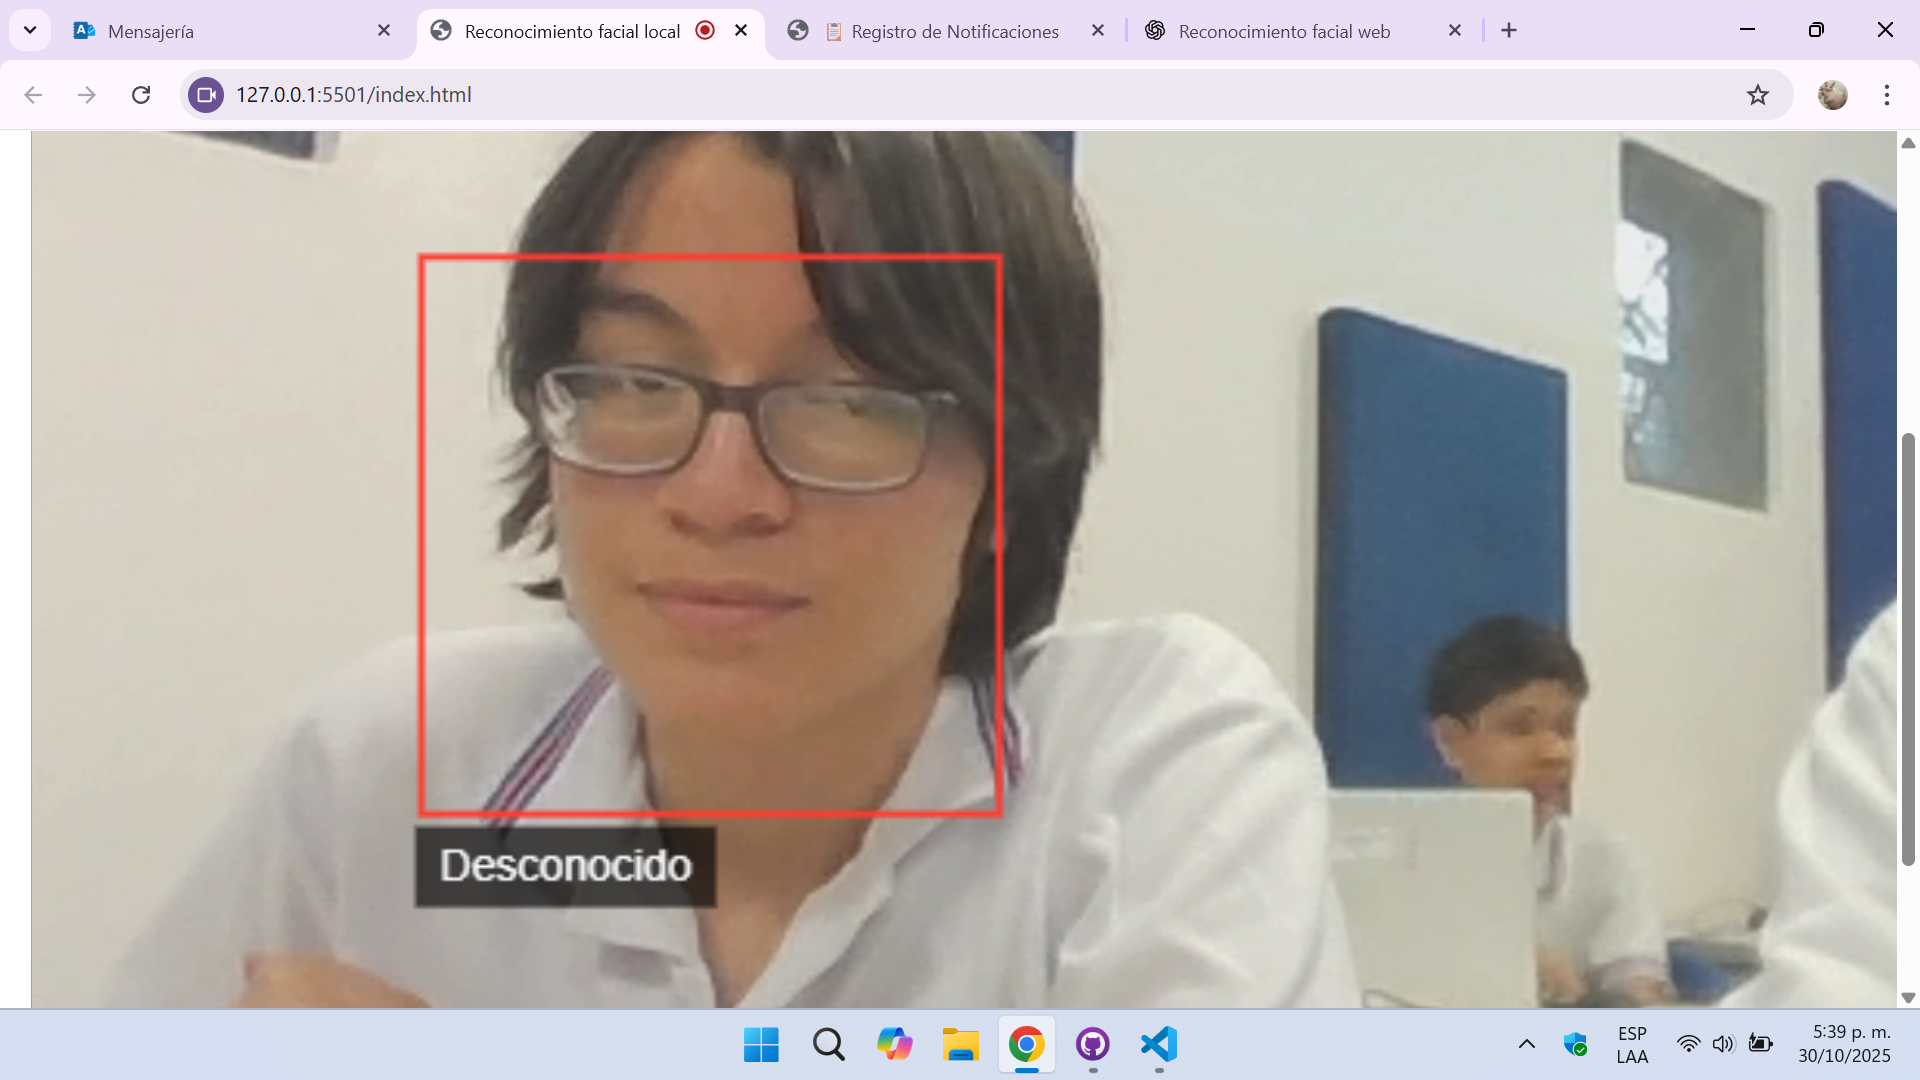 Mensajería
Reconocimiento facial local
📋 Registro de Notificaciones
Reconocimiento facial web
127.0.0.1:5501/index.html
Desconocido
ESP
LAA
5:39 p. m.
30/10/2025